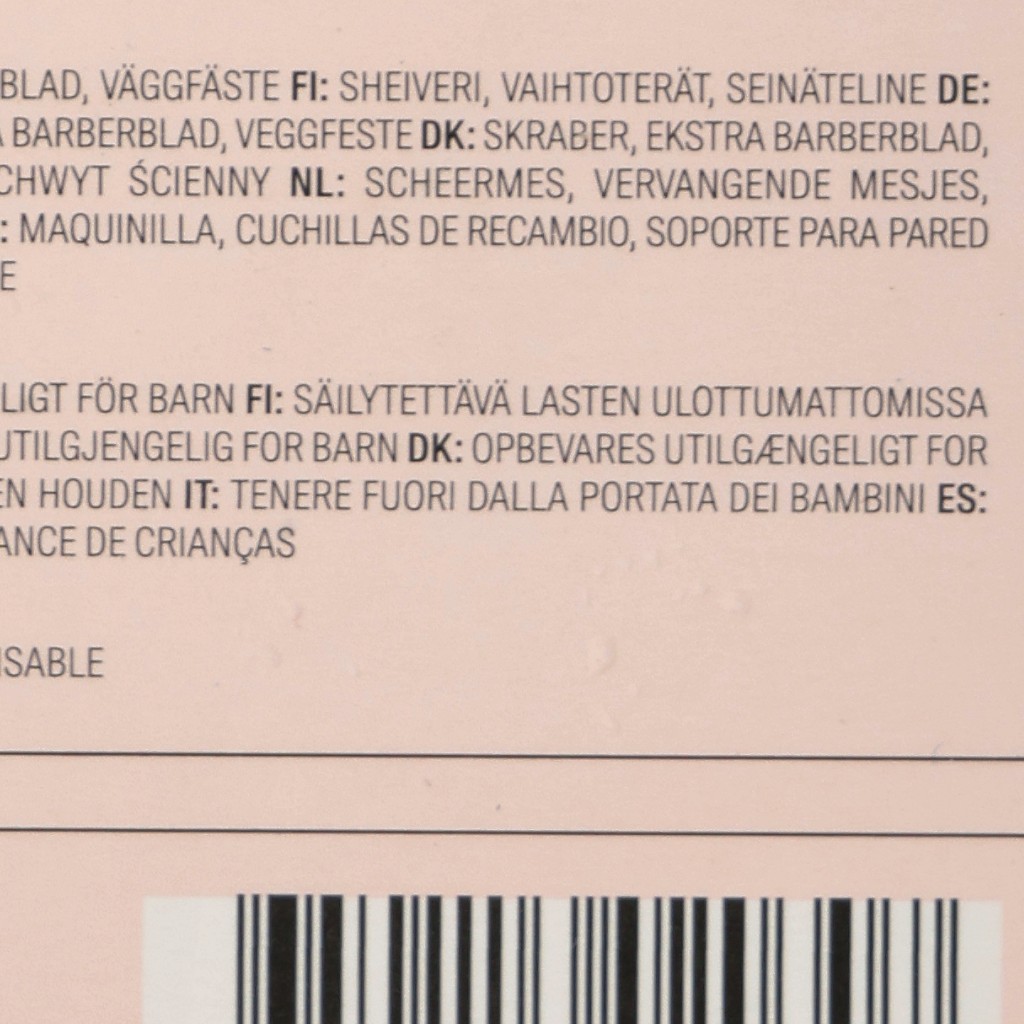 BLAD, VÄGGFÄSTE FI: SHEIVERI, VAIHTOTERÄT, SEINÄTELINE DE:
A BARBERBLAD, VEGGFESTE DK: SKRABER, EKSTRA BARBERBLAD,
CHWYT ŚCIENNY NL: SCHEERMES, VERVANGENDE MESJES,
: MAQUINILLA, CUCHILLAS DE RECAMBIO, SOPORTE PARA PARED
E
LIGT FÖR BARN FI: SÄILYTETTÄVÄ LASTEN ULOTTUMATTOMISSA
UTILGJENGELIG FOR BARN DK: OPBEVARES UTILGÆNGELIGT FOR
EN HOUDEN IT: TENERE FUORI DALLA PORTATA DEI BAMBINI ES:
ANCE DE CRIANÇAS
ISABLE